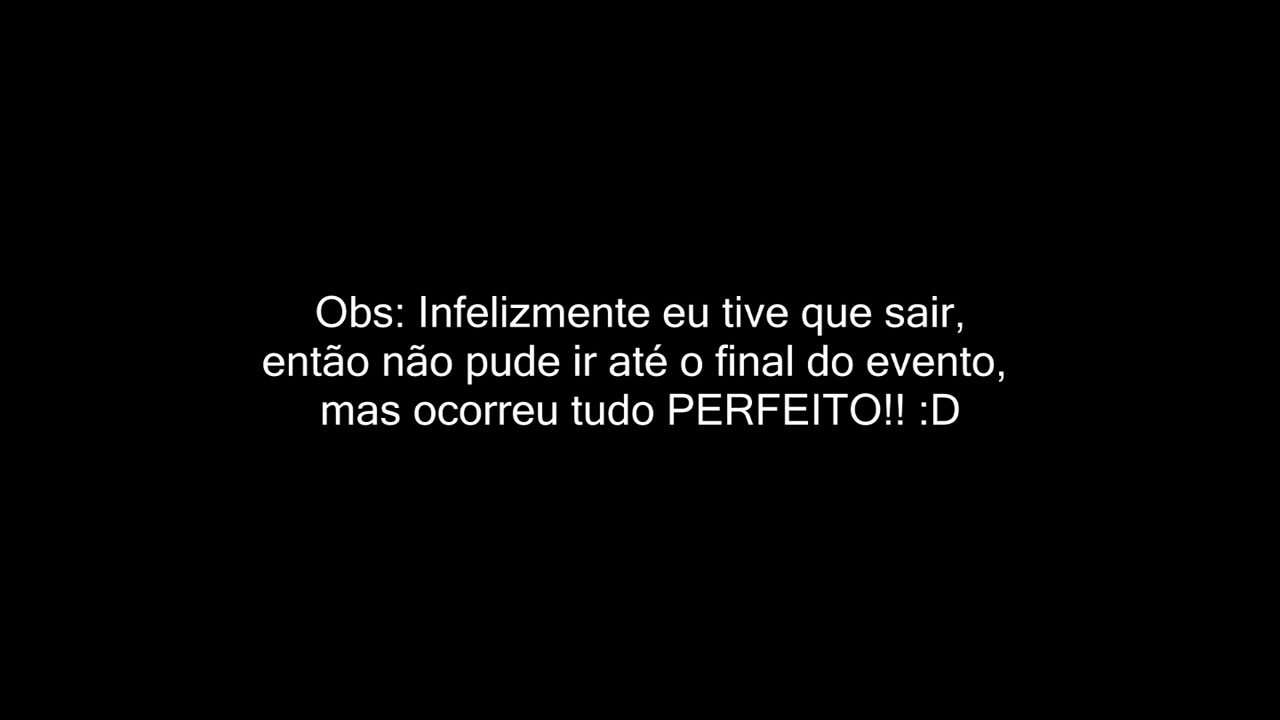 Obs: Infelizmente eu tive que sair,
então não pude ir até o final do evento,
mas ocorreu tudo PERFEITO!! :D